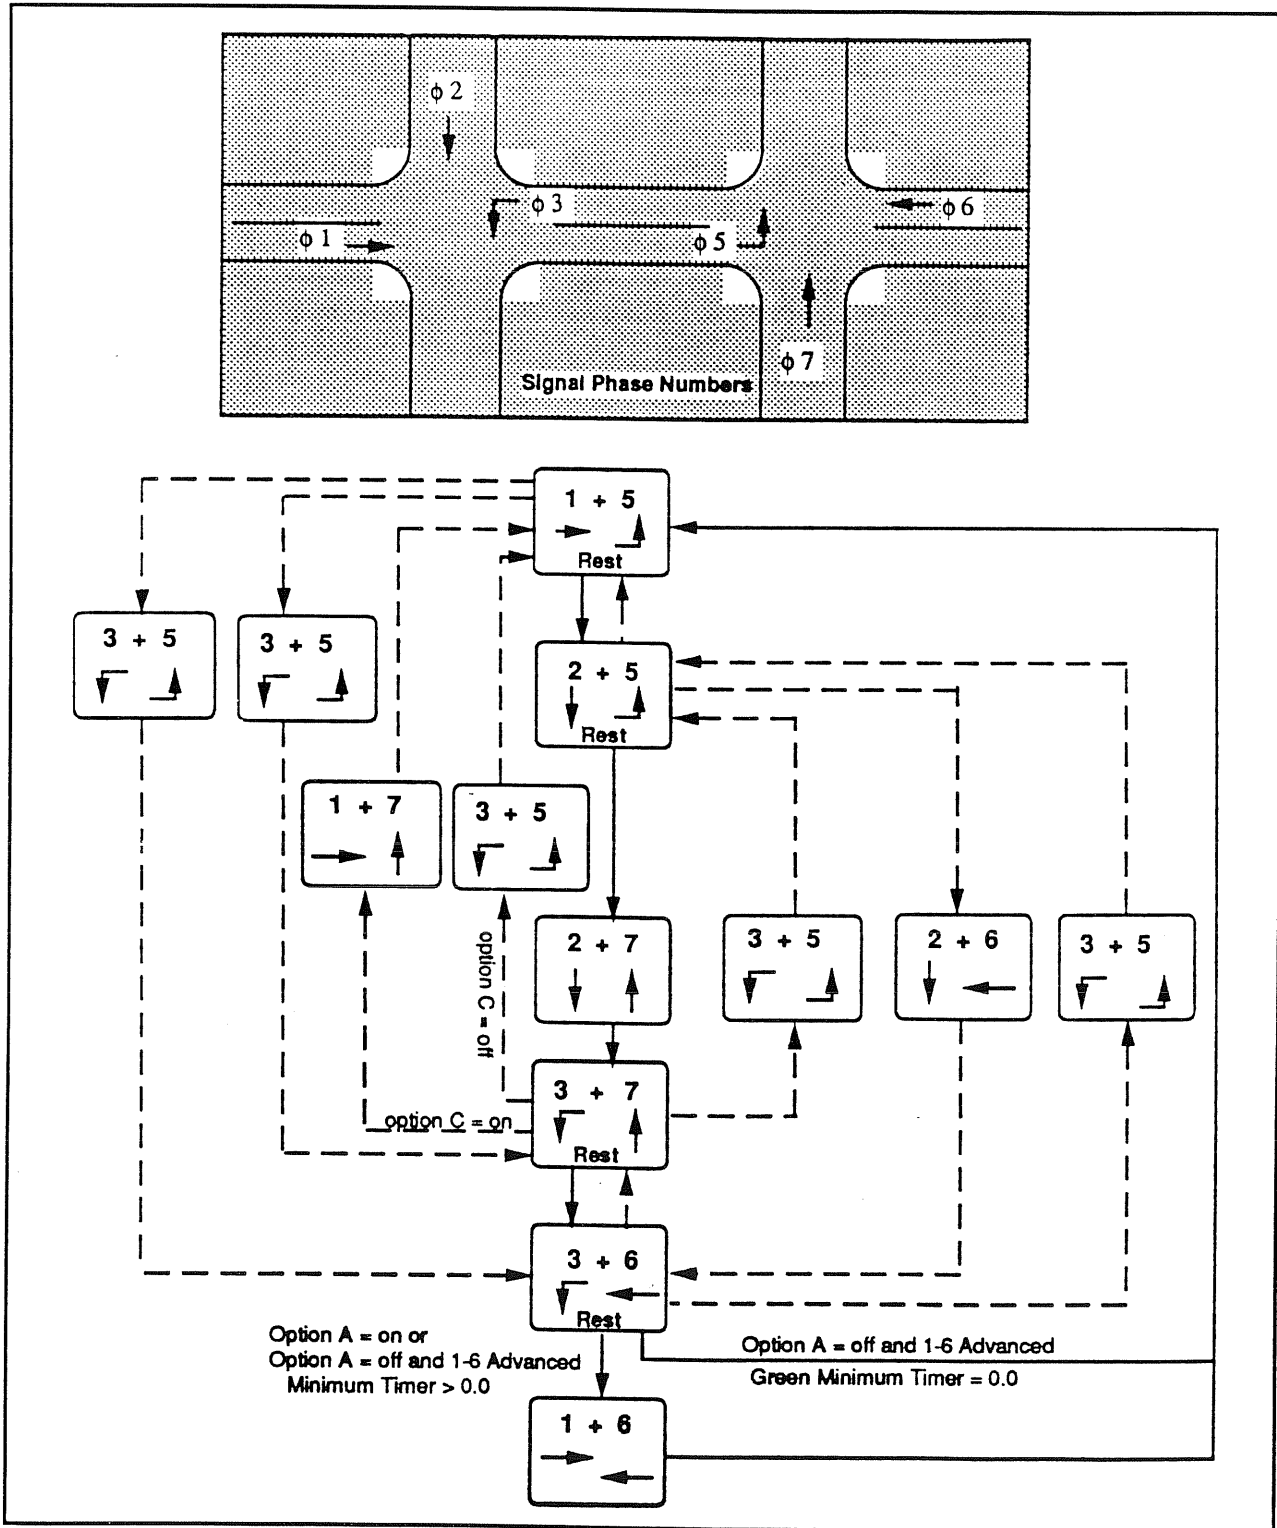 ϕ 2
ϕ 3
ϕ 6
ϕ 1
ϕ 5
ϕ 7
Signal Phase Numbers
1 + 5
Rest
3 + 5
3 + 5
2 + 5
Rest
1 + 7
3 + 5
option C = off
2 + 7
3 + 5
2 + 6
3 + 5
3 + 7
option C = on
Rest
3 + 6
Rest
Option A = on or
Option A = off and 1-6 Advanced
Minimum Timer > 0.0
Option A = off and 1-6 Advanced
Green Minimum Timer = 0.0
1 + 6